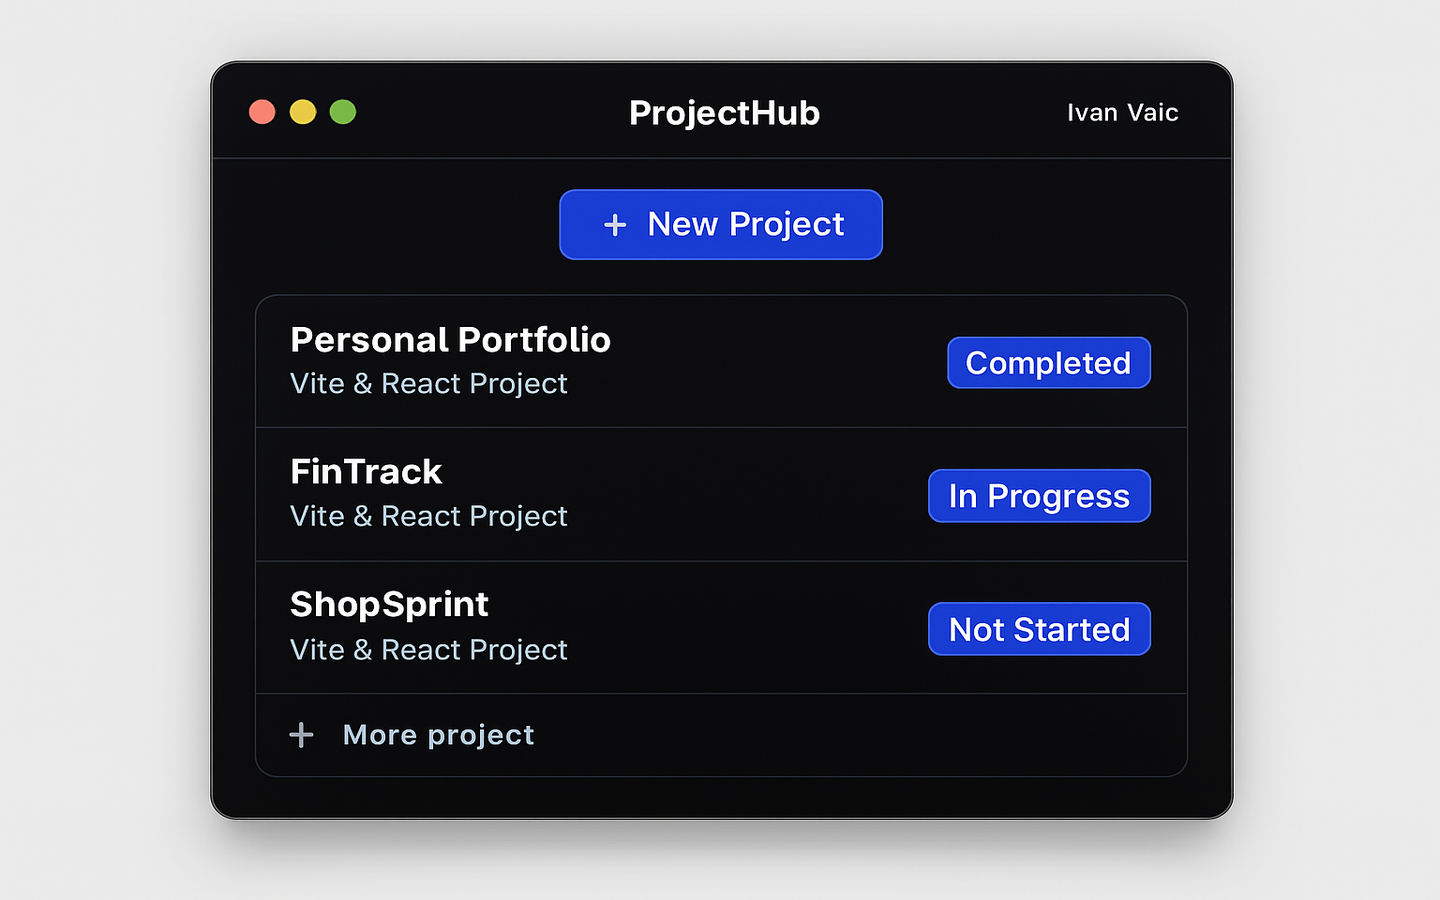 ProjectHub
Ivan Vaic
+ New Project
Personal Portfolio
Vite & React Project
Completed
FinTrack
Vite & React Project
In Progress
ShopSprint
Vite & React Project
Not Started
+ More project